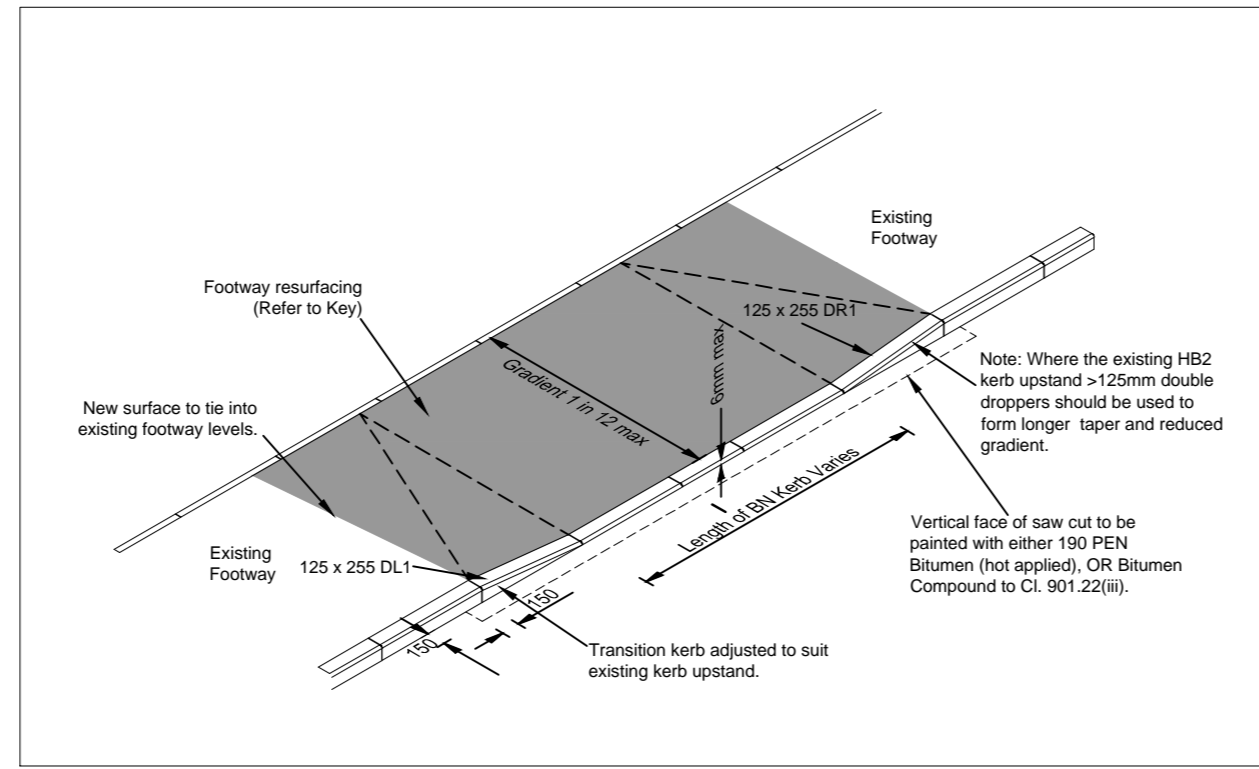 Existing
Footway
Footway resurfacing
(Refer to Key)
125 x 255 DR1
6mm max
Gradient 1 in 12 max
Note: Where the existing HB2
kerb upstand >125mm double
droppers should be used to
form longer taper and reduced
gradient.
New surface to tie into
existing footway levels.
Length of BN Kerb Varies
Vertical face of saw cut to be
painted with either 190 PEN
Bitumen (hot applied), OR Bitumen
Compound to Cl. 901.22(iii).
Existing
Footway
125 x 255 DL1
150
150
Transition kerb adjusted to suit
existing kerb upstand.